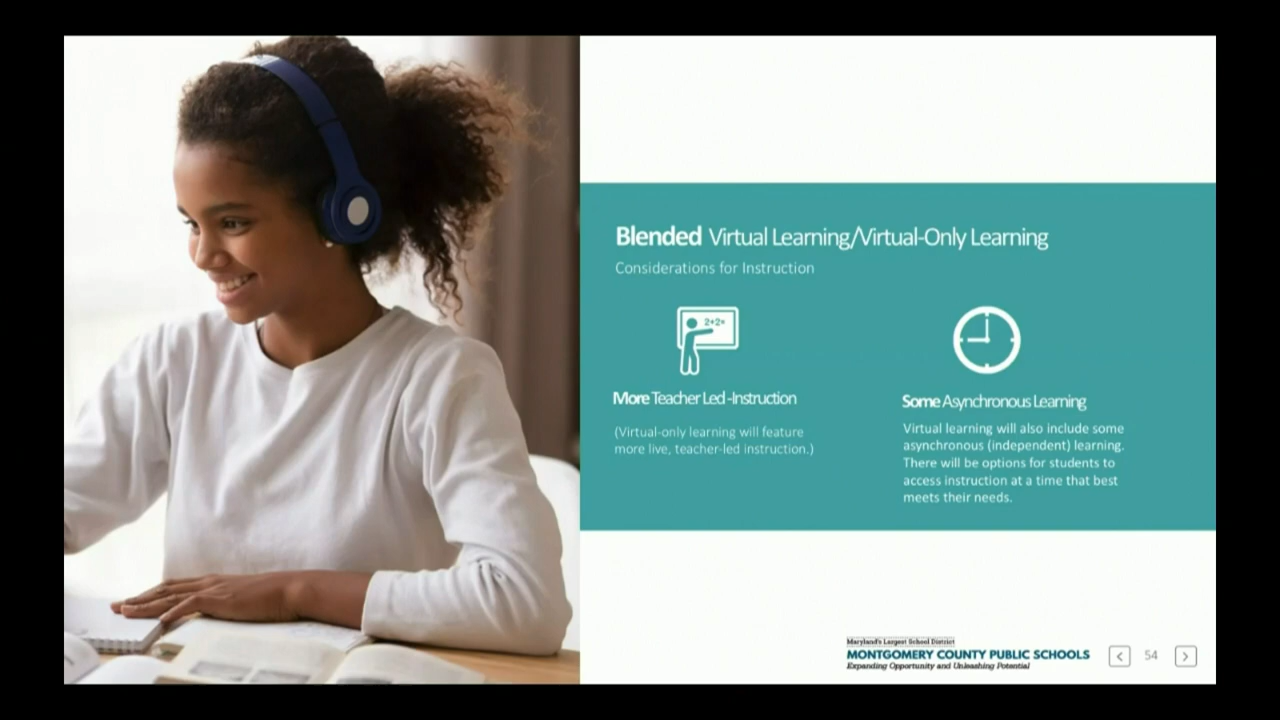 Blended Virtual Learning/Virtual-Only Learning
Considerations for Instruction
2+2=
More Teacher Led -Instruction
(Virtual-only learning will feature
more live, teacher-led instruction.)
Some Asynchronous Learning
Virtual learning will also include some
asynchronous (independent) learning.
There will be options for students to
access instruction at a time that best
meets their needs.
Maryland's Largest School District
MONTGOMERY COUNTY PUBLIC SCHOOLS
Expanding Opportunity and Unleashing Potential
54